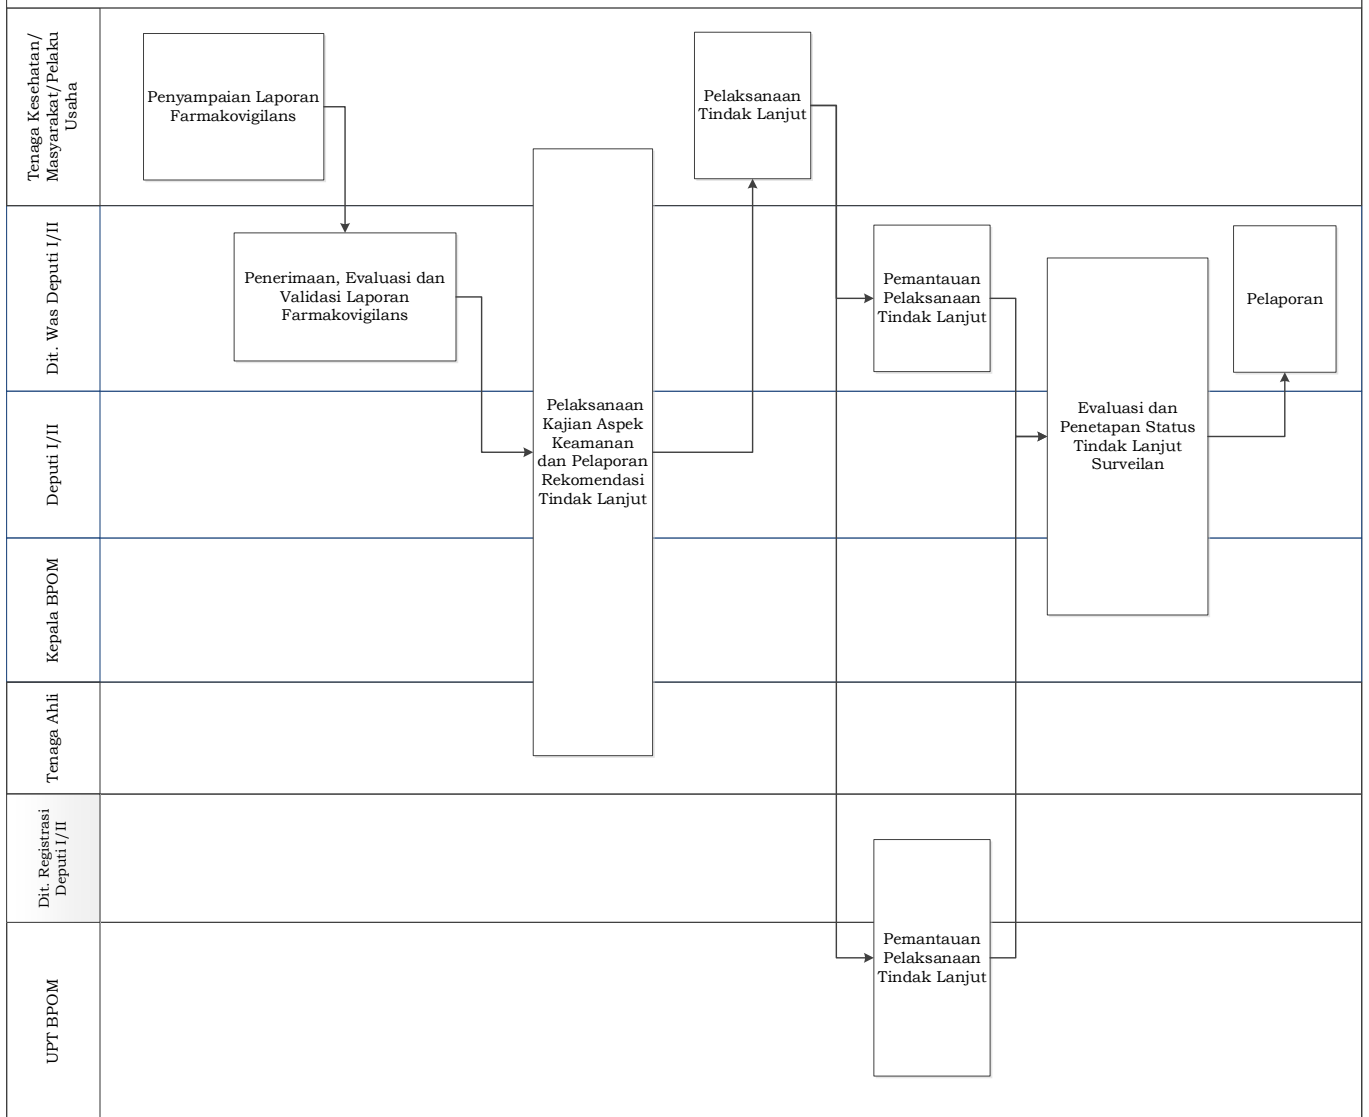 Tenaga Kesehatan/
Masyarakat/Pelaku
Usaha
Penyampaian Laporan
Farmakovigilans
Pelaksanaan
Tindak Lanjut
Dit. Was Deputi I/II
Penerimaan, Evaluasi dan
Validasi Laporan
Farmakovigilans
Pemantauan
Pelaksanaan
Tindak Lanjut
Pelaporan
Deputi I/II
Pelaksanaan
Kajian Aspek
Keamanan
dan Pelaporan
Rekomendasi
Tindak Lanjut
Evaluasi dan
Penetapan Status
Tindak Lanjut
Surveilan
Kepala BPOM
Tenaga Ahli
Dit. Registrasi
Deputi I/II
UPT BPOM
Pemantauan
Pelaksanaan
Tindak Lanjut